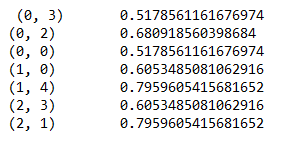 (0, 3)	0.5178561161676974
(0, 2)	0.680918560398684
(0, 0)	0.5178561161676974
(1, 0)	0.6053485081062916
(1, 4)	0.7959605415681652
(2, 3)	0.6053485081062916
(2, 1)	0.7959605415681652